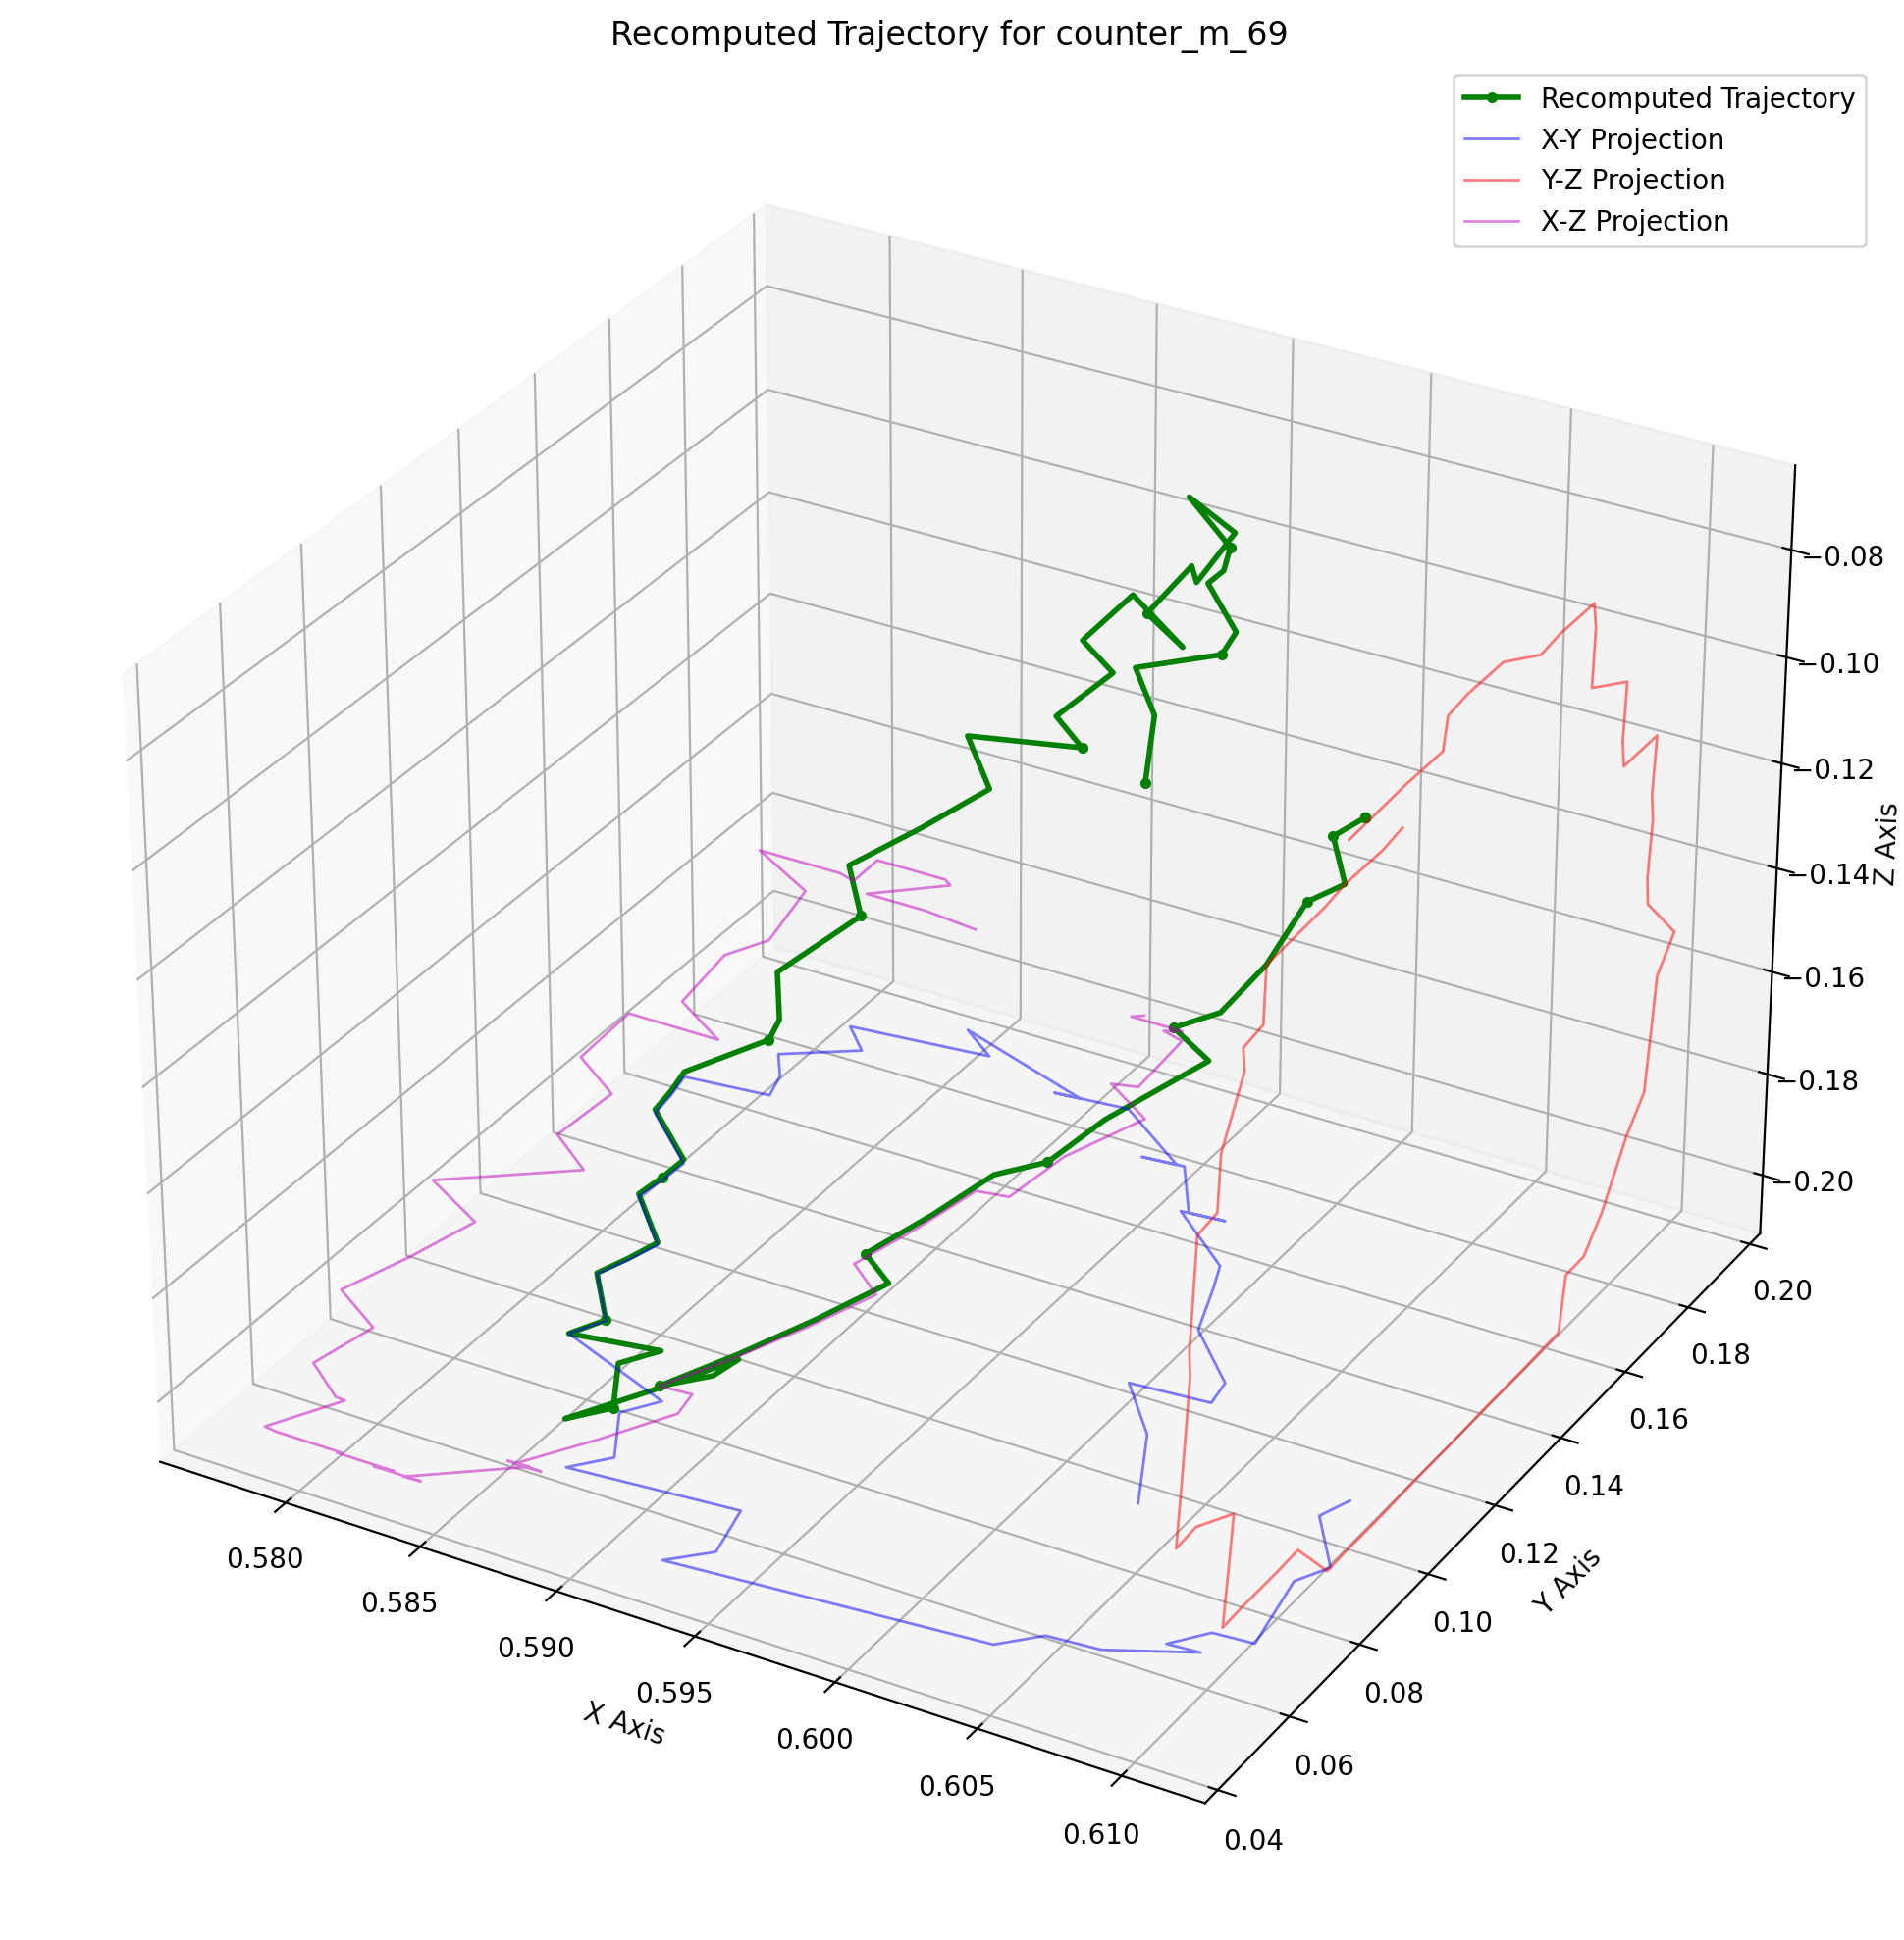 Recomputed Trajectory for counter_m_69
Recomputed Trajectory
X-Y Projection
Y-Z Projection
X-Z Projection
−0.08
−0.10
−0.12
−0.14
−0.16
−0.18
−0.20
Z Axis
0.20
0.18
0.16
0.14
0.12
0.10
0.08
0.06
0.04
Y Axis
0.580
0.585
0.590
0.595
0.600
0.605
0.610
X Axis